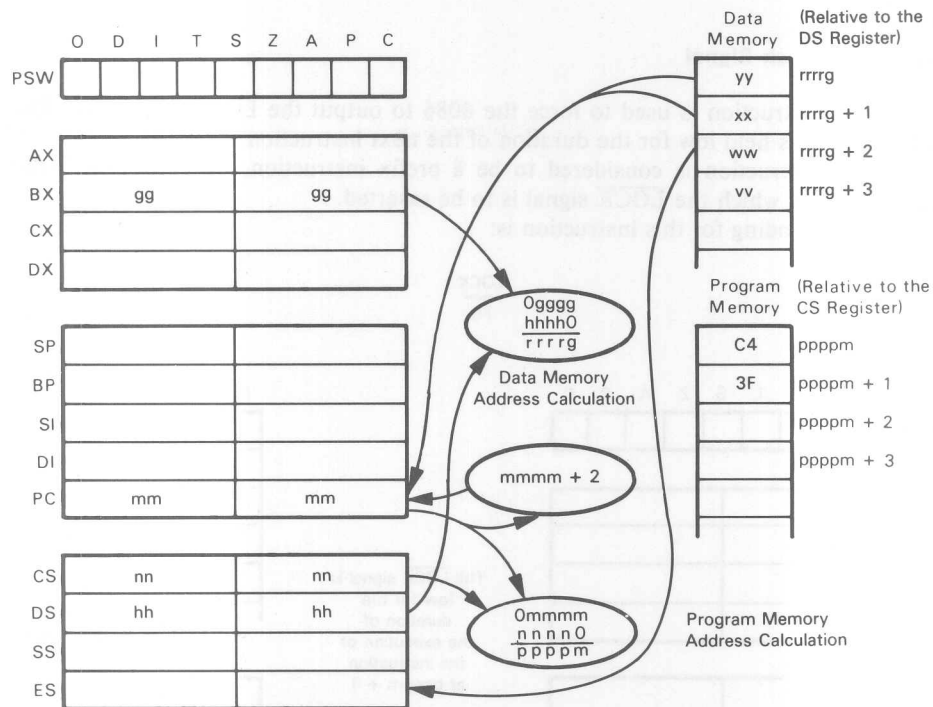 O D I T S Z A P C
PSW
AX
BX gg gg
CX
DX
SP
BP
SI
DI
PC mm mm
CS nn nn
DS hh hh
SS
ES
0gggg
hhhh0
rrrrg
Data Memory
Address Calculation
mmmm + 2
0mmmm
nnnn0
ppppm
Program Memory
Address Calculation
Data
Memory
(Relative to the
DS Register)
yy rrrrg
xx rrrrg + 1
ww rrrrg + 2
vv rrrrg + 3
Program
Memory
(Relative to the
CS Register)
C4 ppppm
3F ppppm + 1
ppppm + 2
ppppm + 3